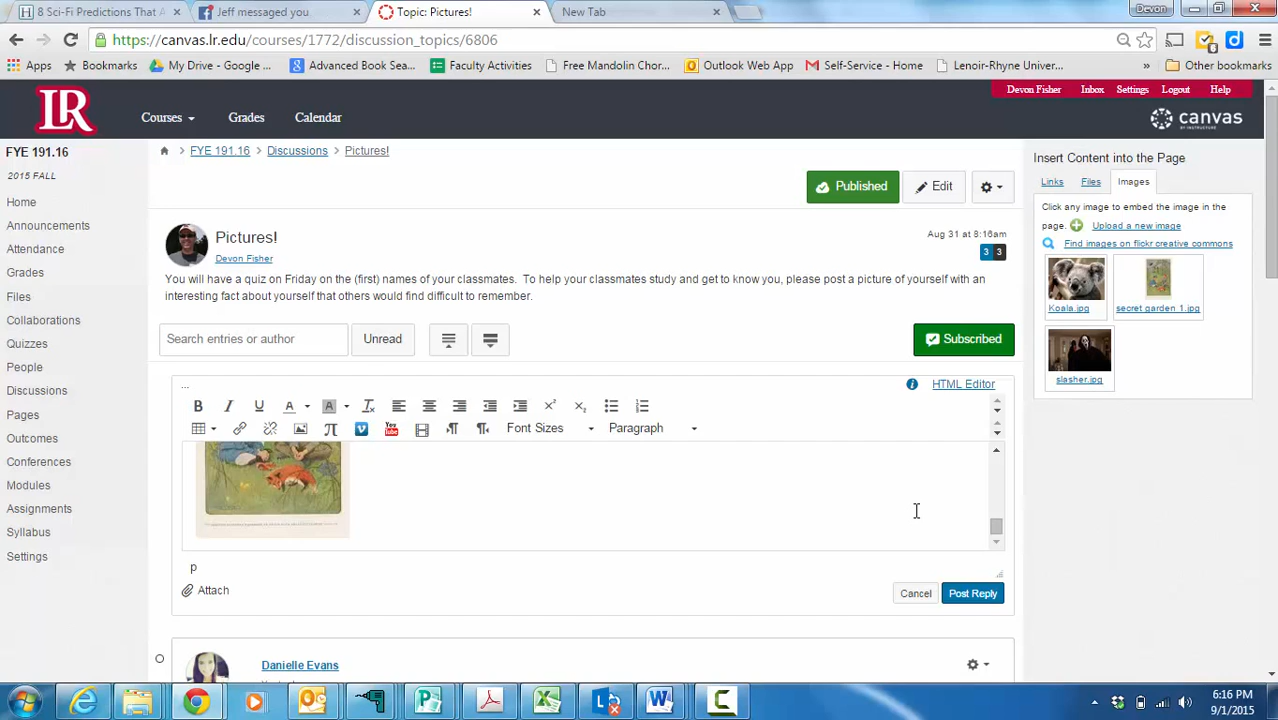 8 Sci-Fi Predictions That A
Jeff messaged you
Topic: Pictures!
New Tab
Devon
https://canvas.lr.edu/courses/1772/discussion_topics/6806
Apps
Bookmarks
My Drive - Google ...
Advanced Book Sea...
Faculty Activities
Free Mandolin Chor...
Outlook Web App
Self-Service - Home
Lenoir-Rhyne Univer...
»
Other bookmarks
Devon Fisher Inbox Settings Logout Help
LR
Courses Grades Calendar
canvas
BY INSTRUCTURE
FYE 191.16
2015 FALL
Home
Announcements
Attendance
Grades
Files
Collaborations
Quizzes
People
Discussions
Pages
Outcomes
Conferences
Modules
Assignments
Syllabus
Settings
FYE 191.16 > Discussions > Pictures!
Published
Edit
Pictures!
Devon Fisher
Aug 31 at 8:16am
3 3
You will have a quiz on Friday on the (first) names of your classmates. To help your classmates study and get to know you, please post a picture of yourself with an
interesting fact about yourself that others would find difficult to remember.
Search entries or author
Unread
Subscribed
...
HTML Editor
Font Sizes
Paragraph
p
Attach
Cancel
Post Reply
Danielle Evans
Insert Content into the Page
Links Files Images
Click any image to embed the image in the
page. Upload a new image
Find images on flickr creative commons
Koala.jpg
secret garden 1.jpg
slasher.jpg
6:16 PM
9/1/2015